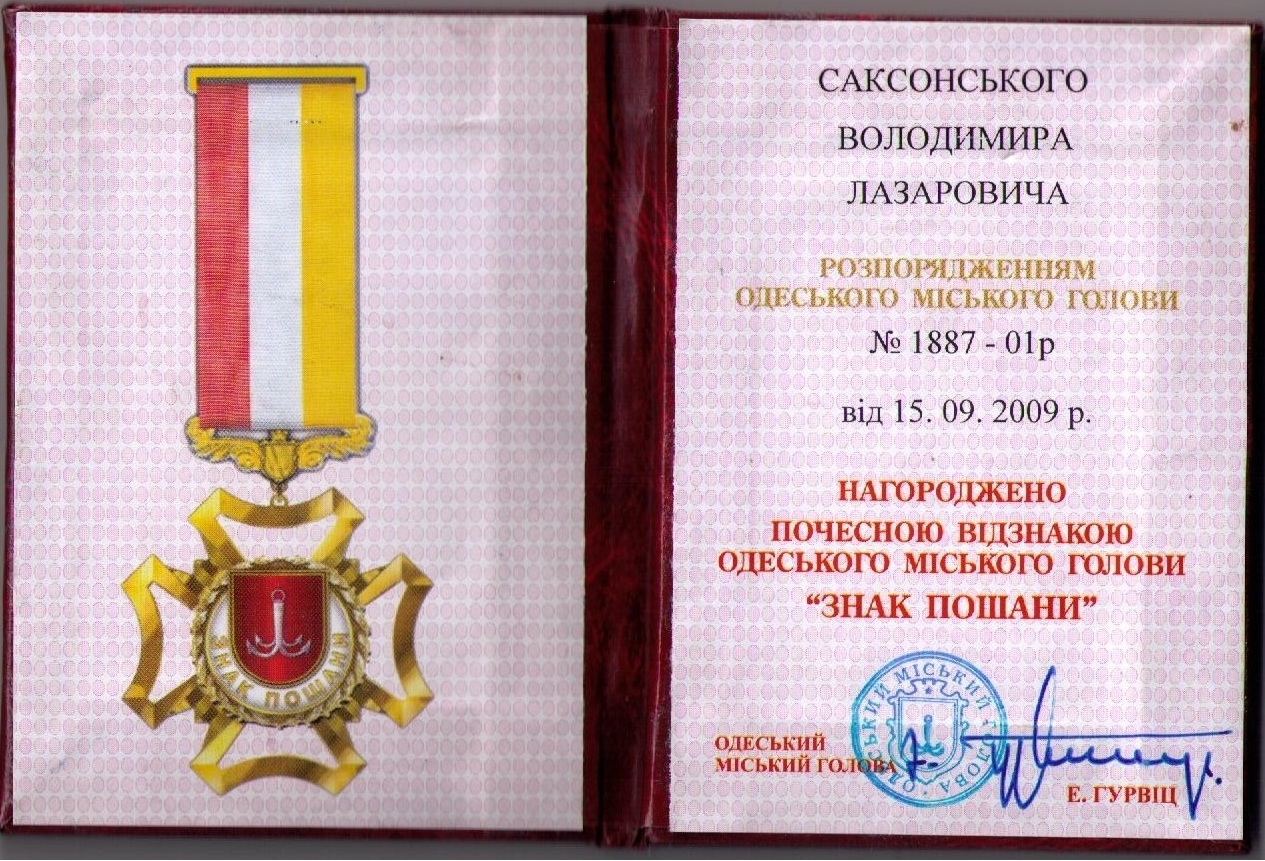 ЗНАК ПОШАНИ
САКСОНСЬКОГО
ВОЛОДИМИРА
ЛАЗАРОВИЧА
РОЗПОРЯДЖЕННЯМ
ОДЕСЬКОГО МІСЬКОГО ГОЛОВИ
№ 1887 - 01р
від 15. 09. 2009 р.
НАГОРОДЖЕНО
ПОЧЕСНОЮ ВІДЗНАКОЮ
ОДЕСЬКОГО МІСЬКОГО ГОЛОВИ
“ЗНАК ПОШАНИ”
ОДЕСЬКИЙ МІСЬКИЙ ГОЛОВА
ОДЕСЬКИЙ
МІСЬКИЙ ГОЛОВА
Е. ГУРВІЦ